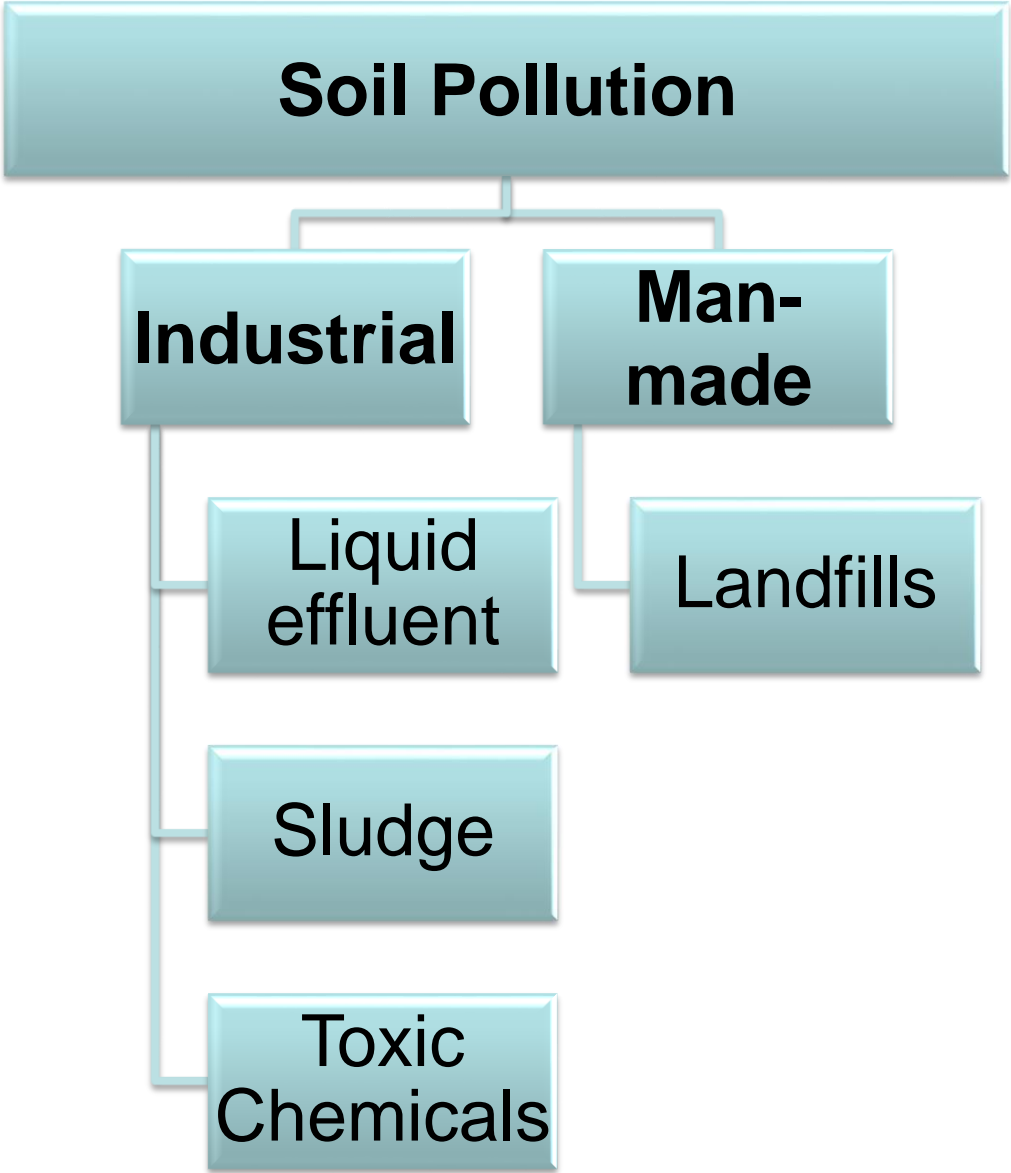 Soil Pollution
Industrial
Man-
made
Liquid
effluent
Landfills
Sludge
Toxic
Chemicals